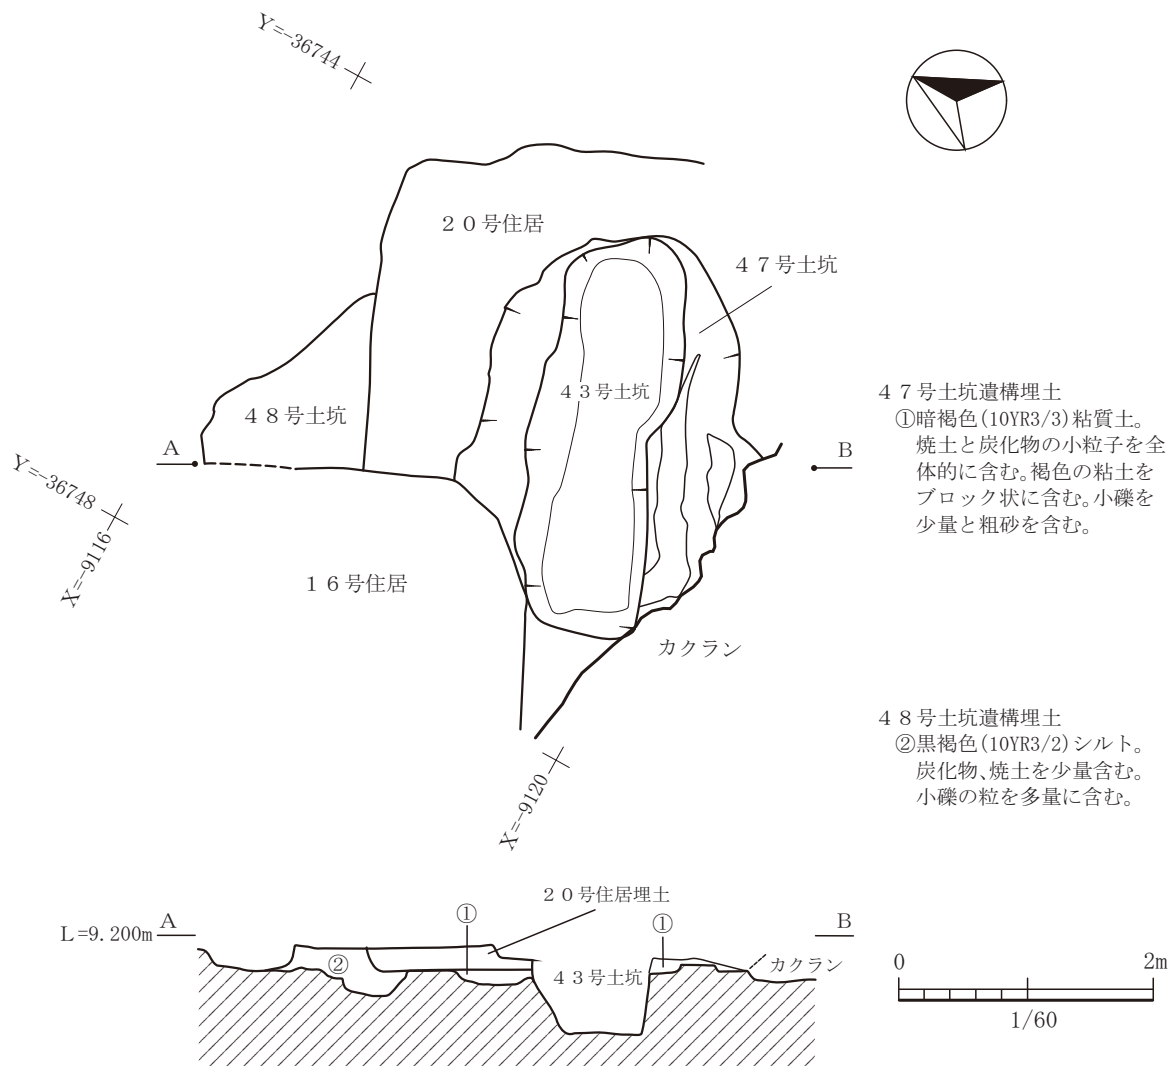 Y=-36744
２０号住居
４７号土坑
４３号土坑
４８号土坑
A
B
Y=-36748
X=-9116
１６号住居
カクラン
X=-9120
４７号土坑遺構埋土
①暗褐色(10YR3/3)粘質土。
焼土と炭化物の小粒子を全
体的に含む。褐色の粘土を
ブロック状に含む。小礫を
少量と粗砂を含む。
４８号土坑遺構埋土
②黒褐色(10YR3/2)シルト。
炭化物、焼土を少量含む。
小礫の粒を多量に含む。
２０号住居埋土
L=9.200m
A
①
①
B
②
４３号土坑
カクラン
0
2m
1/60